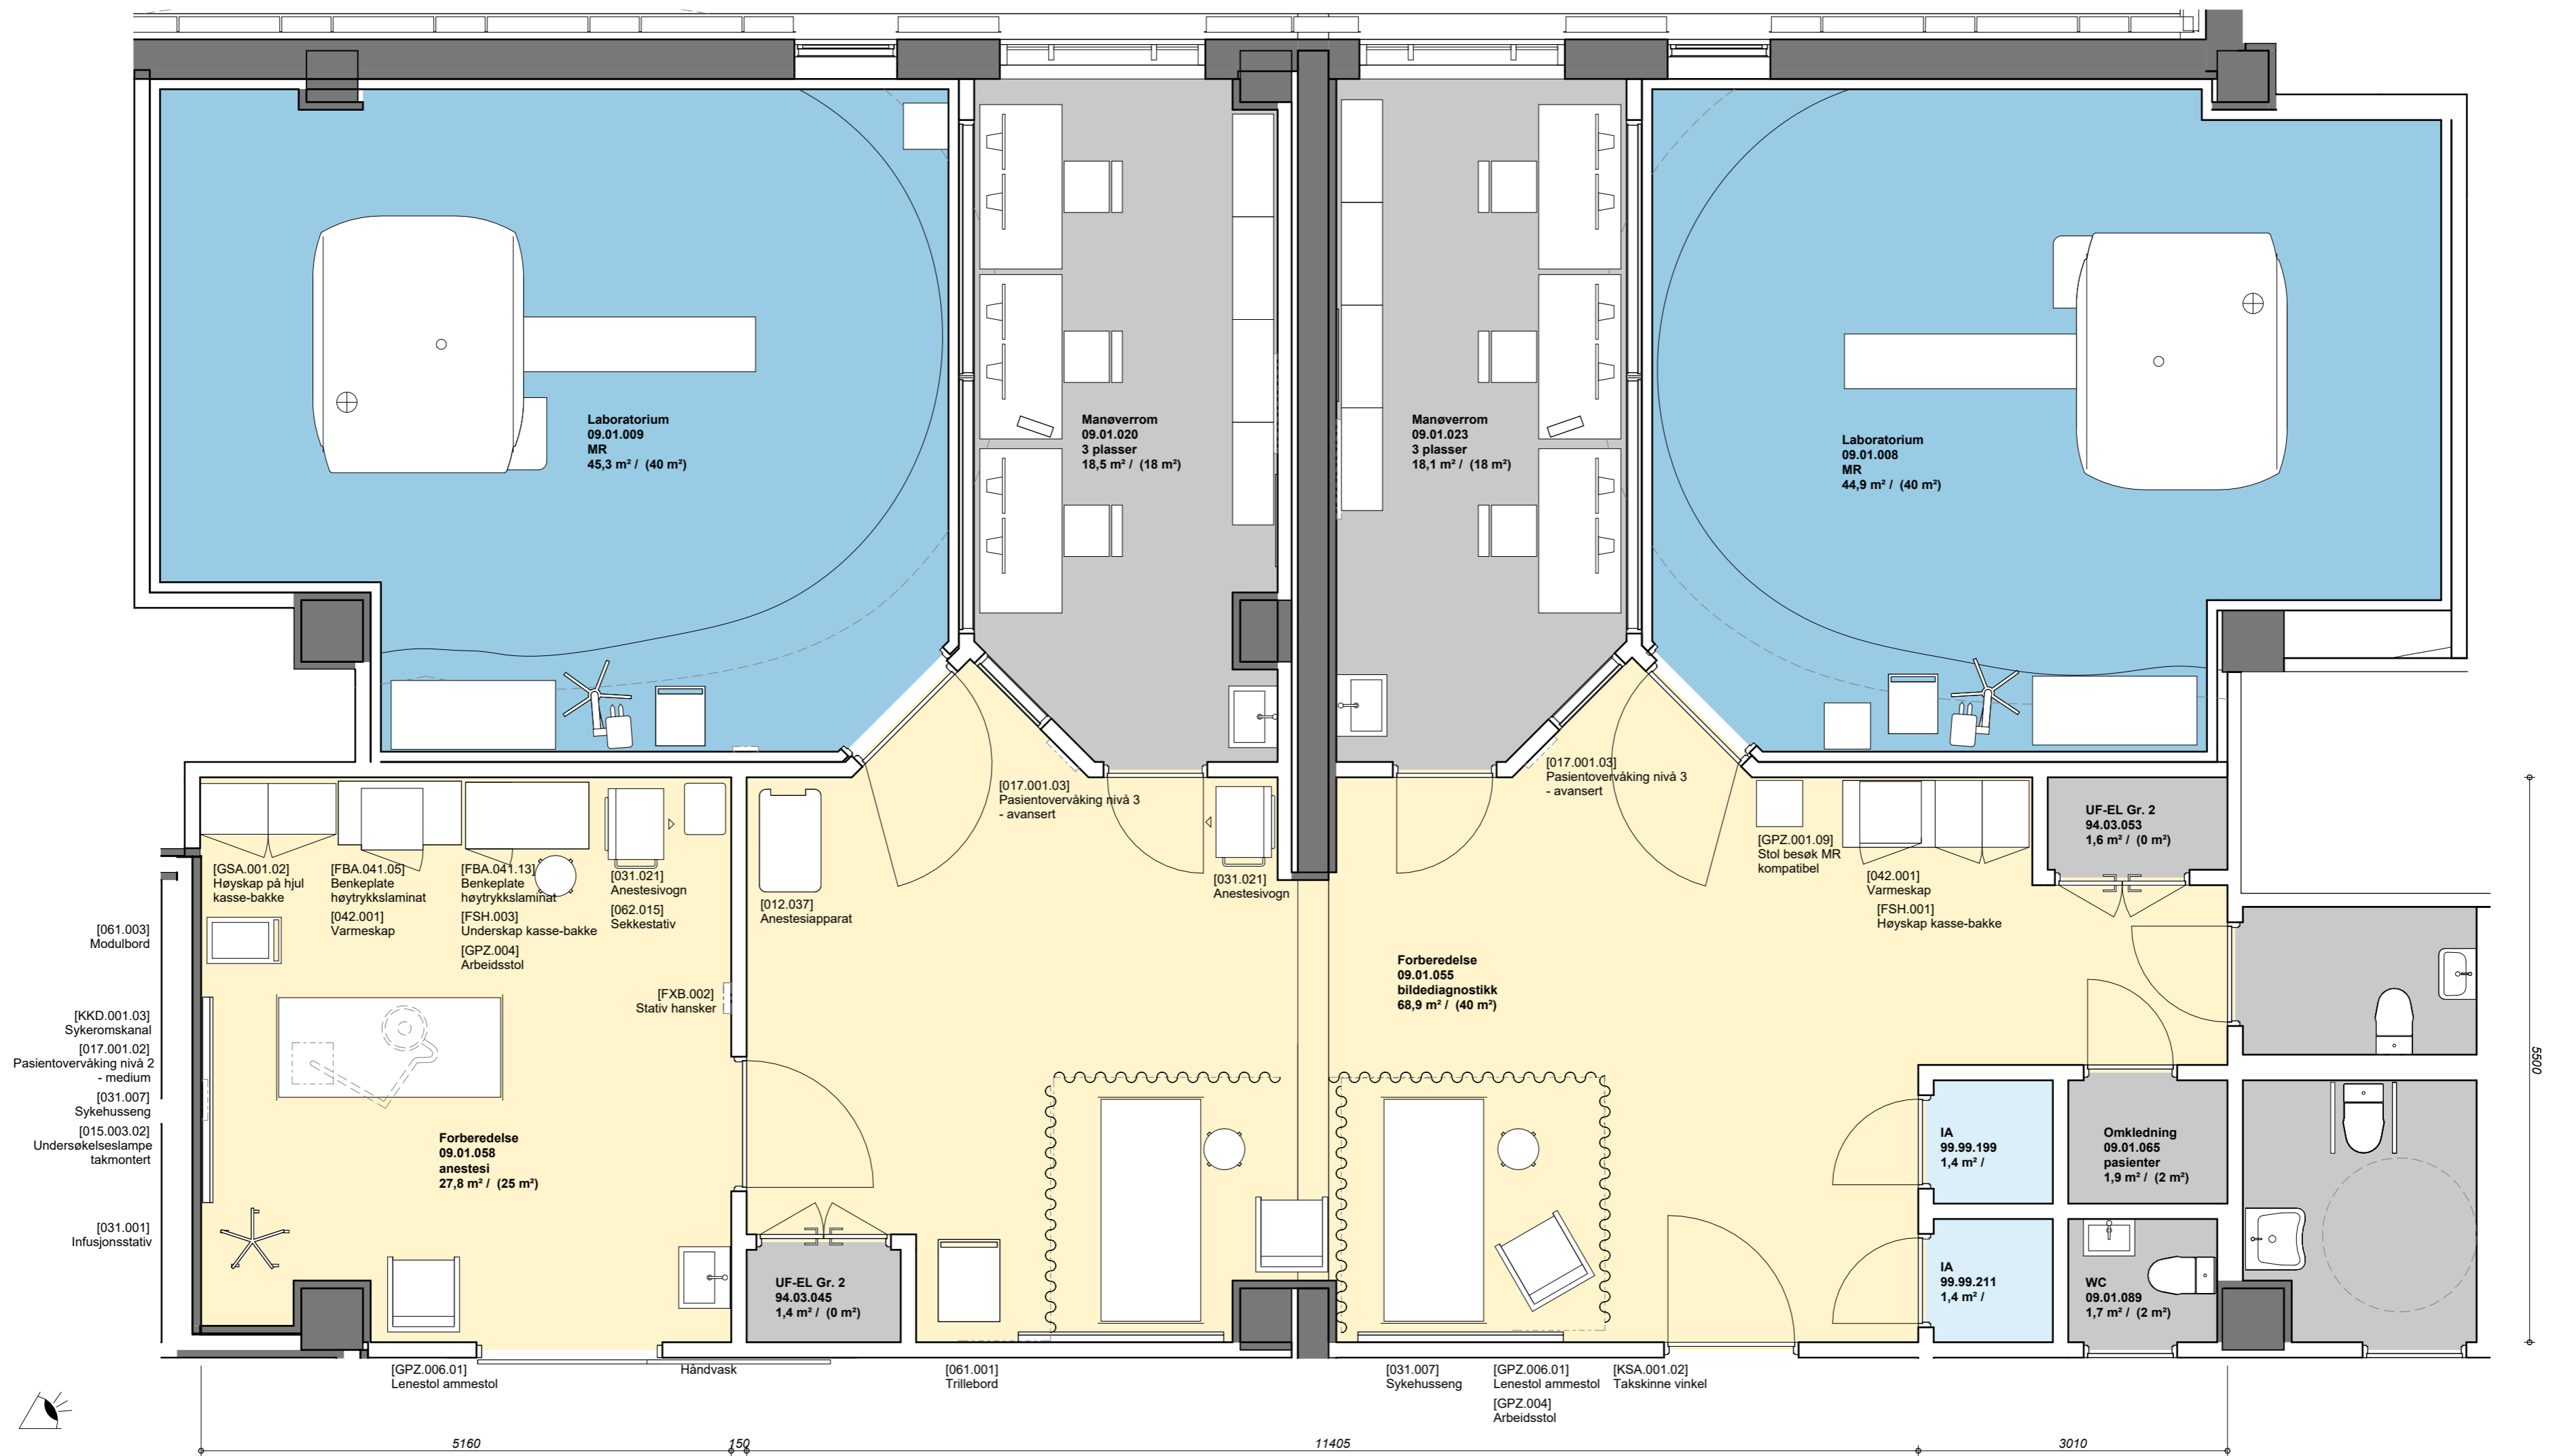 Laboratorium
09.01.009
MR
45,3 m² / (40 m²)
Manøverrom
09.01.020
3 plasser
18,5 m² / (18 m²)
Manøverrom
09.01.023
3 plasser
18,1 m² / (18 m²)
Laboratorium
09.01.008
MR
44,9 m² / (40 m²)
[017.001.03]
Pasientovervåking nivå 3
- avansert
[017.001.03]
Pasientovervåking nivå 3
- avansert
[GSA.001.02]
Høyskap på hjul
kasse-bakke
[FBA.041.05]
Benkeplate
høytrykkslaminat
[042.001]
Varmeskap
[FBA.041.13]
Benkeplate
høytrykkslaminat
[FSH.003]
Underskap kasse-bakke
[GPZ.004]
Arbeidsstol
[031.021]
Anestesivogn
[062.015]
Sekkestativ
[012.037]
Anestesiapparat
[031.021]
Anestesivogn
[GPZ.001.09]
Stol besøk MR
kompatibel
[042.001]
Varmeskap
[FSH.001]
Høyskap kasse-bakke
UF-EL Gr. 2
94.03.053
1,6 m² / (0 m²)
[061.003]
Modulbord
[KKD.001.03]
Sykeromskanal
[017.001.02]
Pasientovervåking nivå 2
- medium
[031.007]
Sykehusseng
[015.003.02]
Undersøkelseslampe
takmontert
[031.001]
Infusjonsstativ
[FXB.002]
Stativ hansker
Forberedelse
09.01.058
anestesi
27,8 m² / (25 m²)
Forberedelse
09.01.055
bildediagnostikk
68,9 m² / (40 m²)
UF-EL Gr. 2
94.03.045
1,4 m² / (0 m²)
IA
99.99.199
1,4 m² /
Omkledning
09.01.065
pasienter
1,9 m² / (2 m²)
IA
99.99.211
1,4 m² /
WC
09.01.089
1,7 m² / (2 m²)
5500
[GPZ.006.01]
Lenestol ammestol
Håndvask
[061.001]
Trillebord
[031.007]
Sykehusseng
[GPZ.006.01]
Lenestol ammestol
[GPZ.004]
Arbeidsstol
[KSA.001.02]
Takskinne vinkel
5160
150
11405
3010